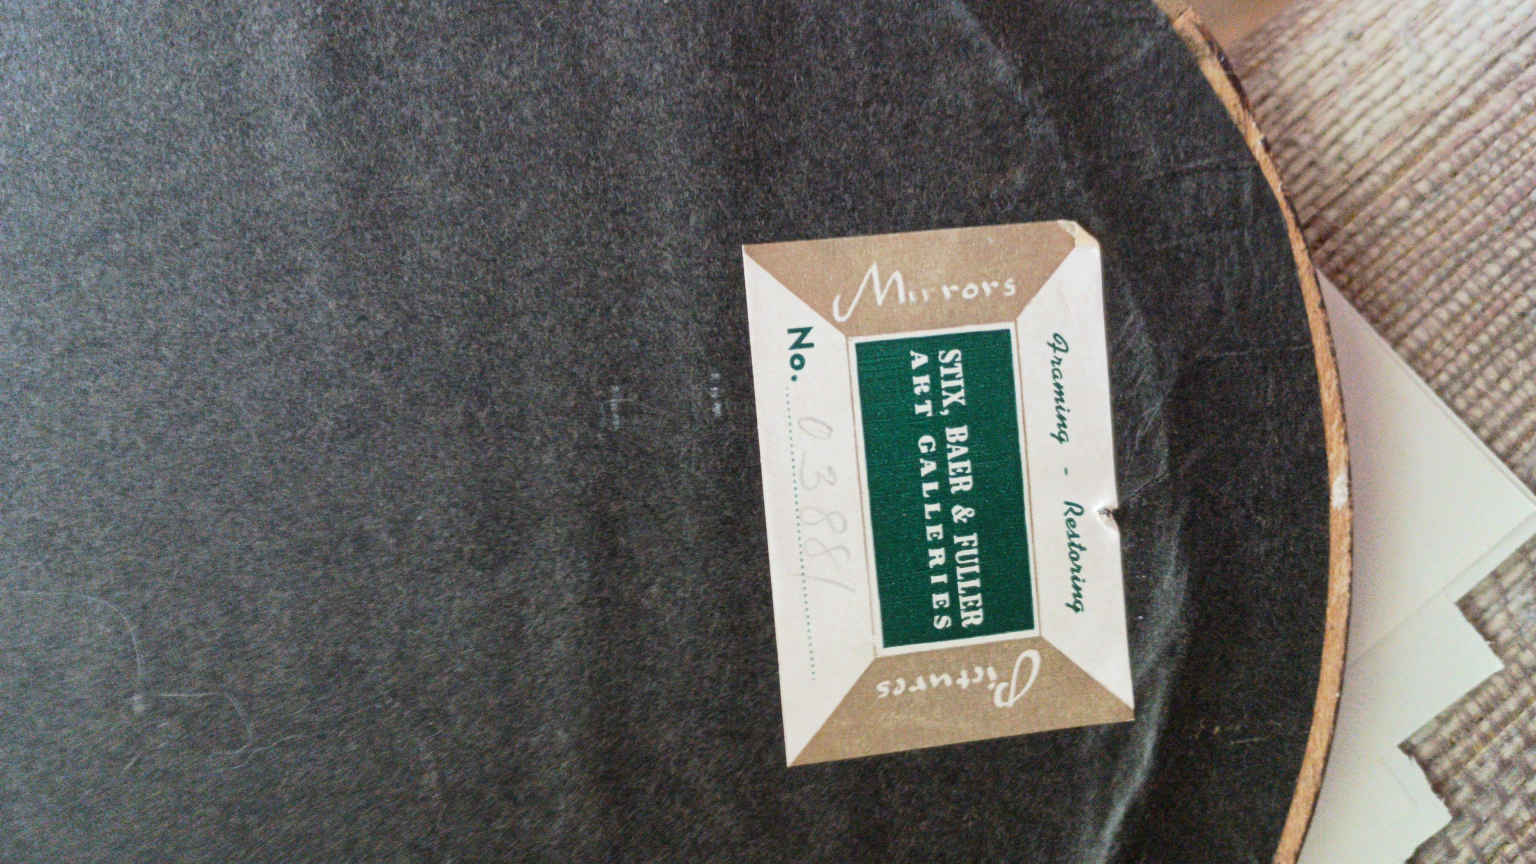 Framing - Restoring
Mirrors
STIX, BAER & FULLER
ART GALLERIES
Pictures
No. 03881